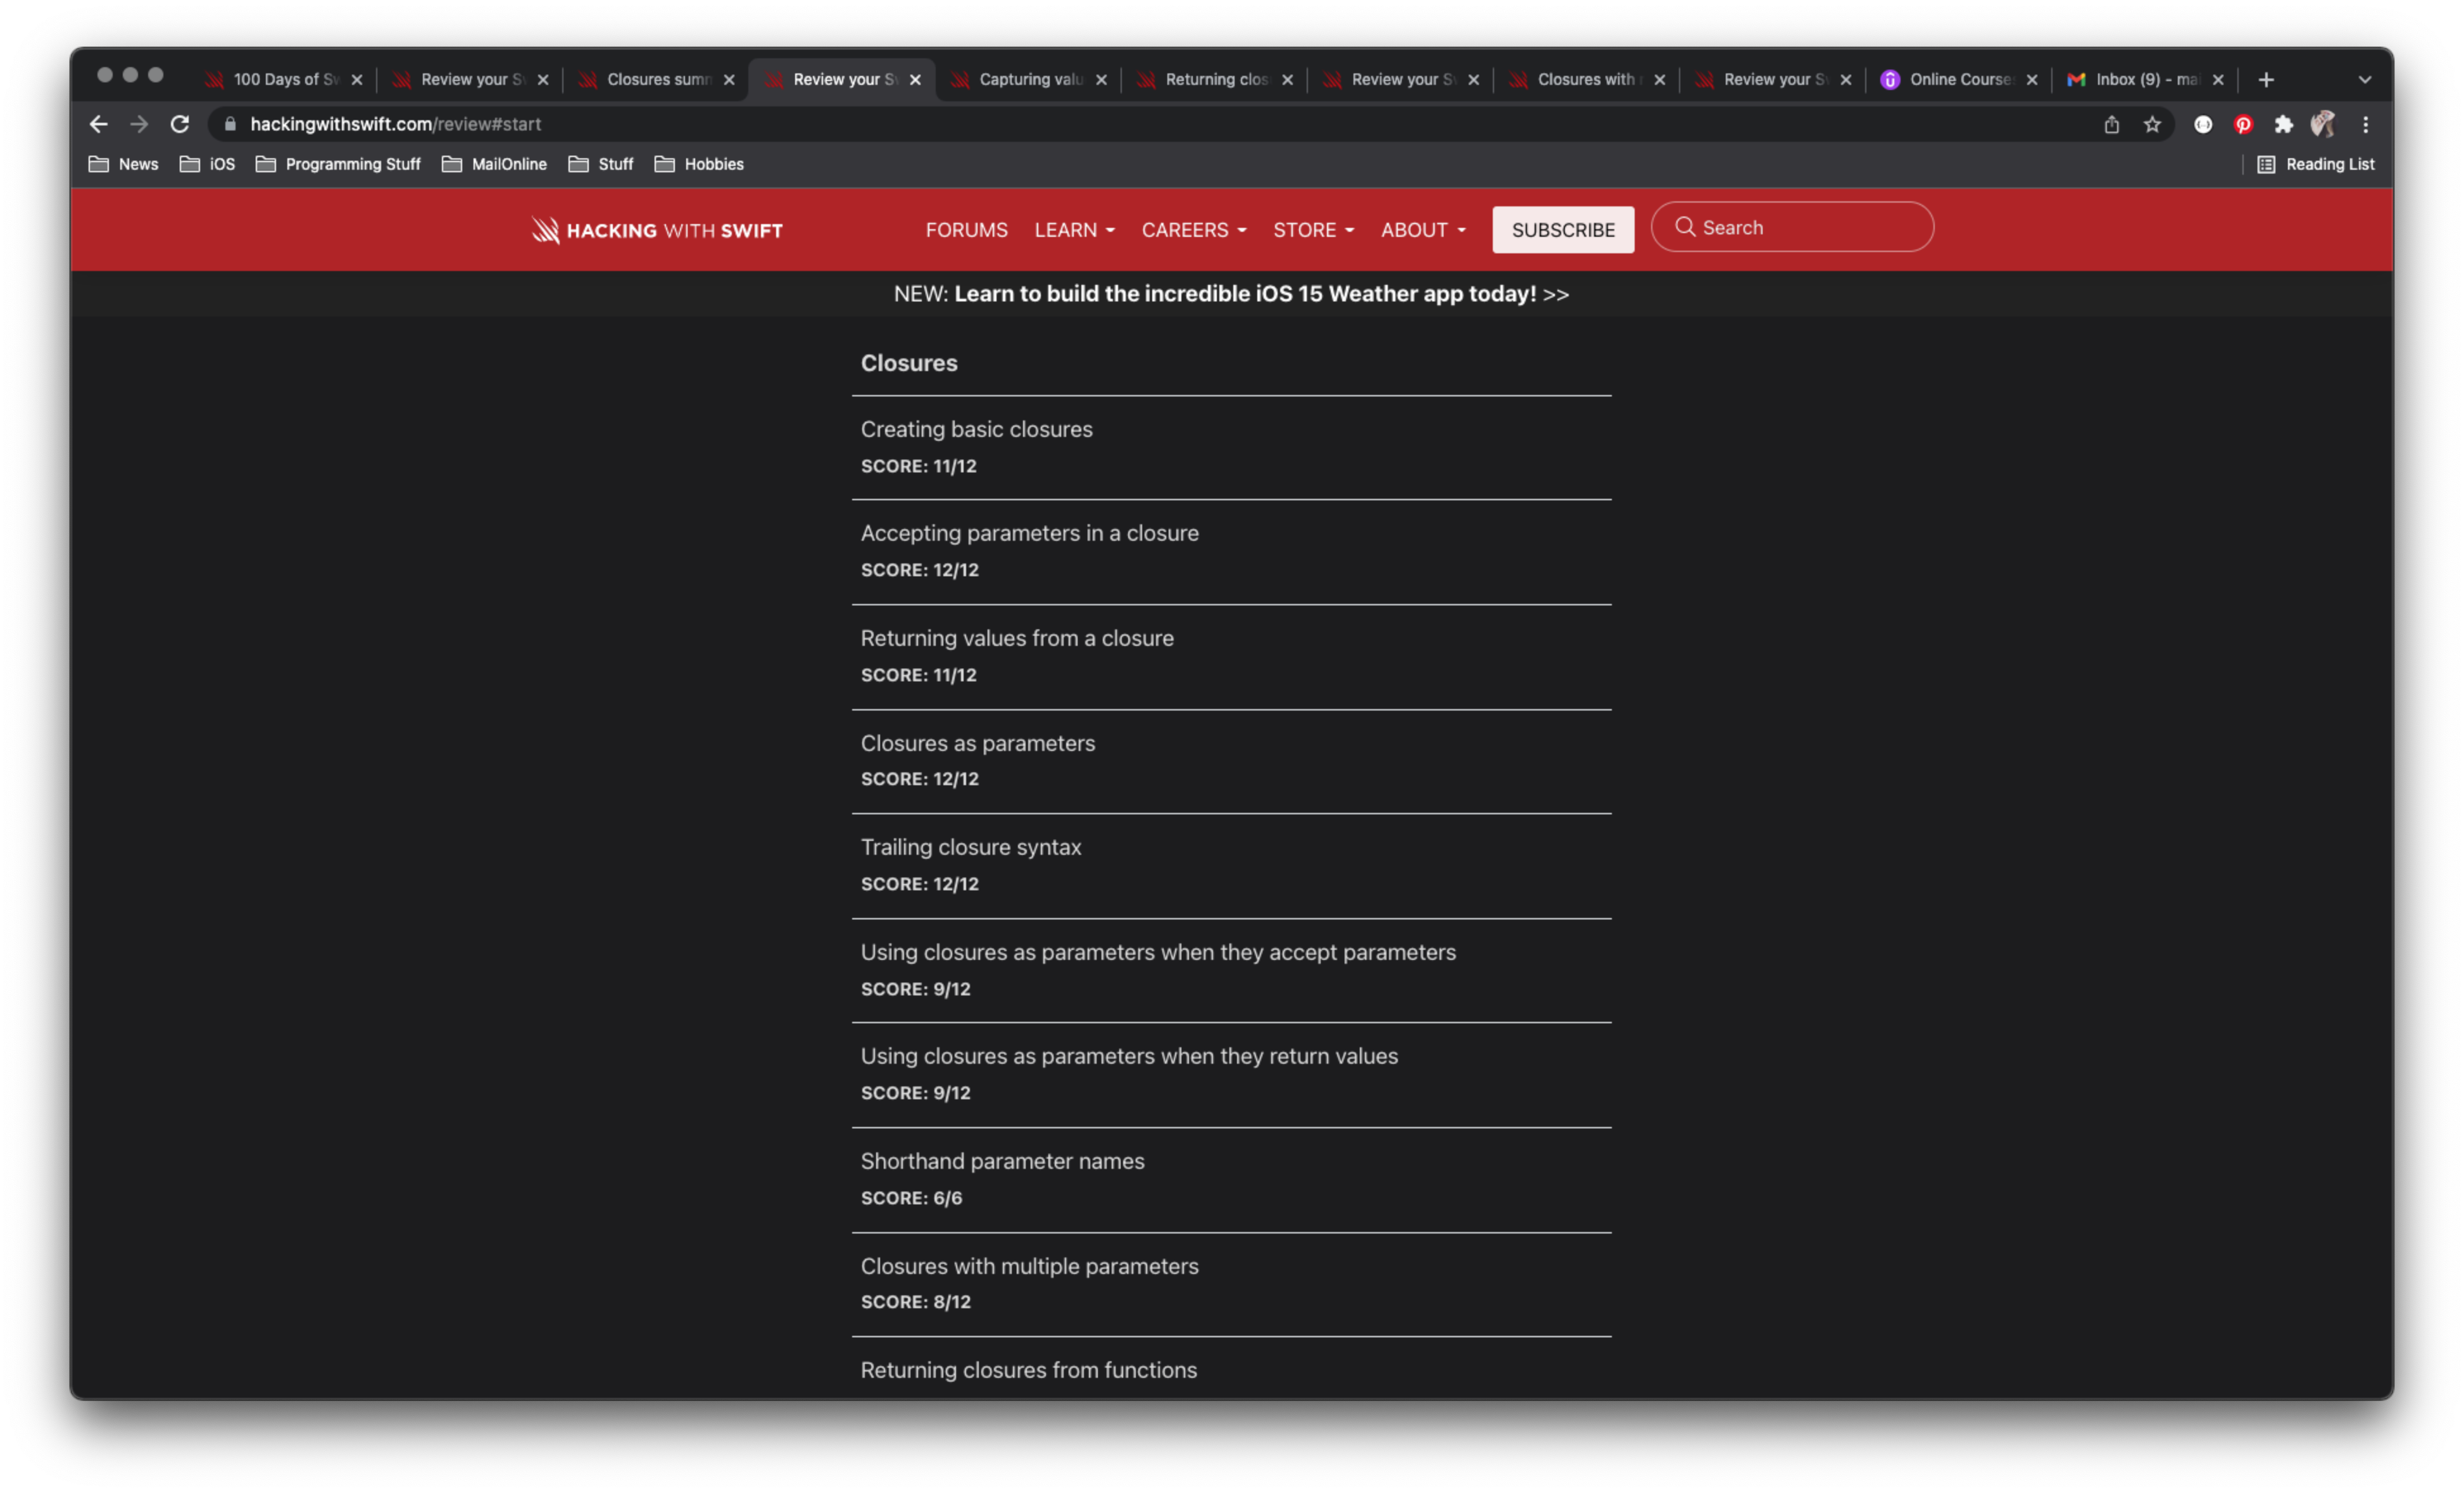 100 Days of Sw
Review your Sw
Closures summ
Review your Sw
Capturing valu
Returning clos
Review your Sw
Closures with
Review your Sw
Online Course
Inbox (9) - mai
hackingwithswift.com/review#start
News
iOS
Programming Stuff
MailOnline
Stuff
Hobbies
Reading List
HACKING WITH SWIFT
FORUMS
LEARN
CAREERS
STORE
ABOUT
SUBSCRIBE
Search
NEW: Learn to build the incredible iOS 15 Weather app today! >>
Closures
Creating basic closures
SCORE: 11/12
Accepting parameters in a closure
SCORE: 12/12
Returning values from a closure
SCORE: 11/12
Closures as parameters
SCORE: 12/12
Trailing closure syntax
SCORE: 12/12
Using closures as parameters when they accept parameters
SCORE: 9/12
Using closures as parameters when they return values
SCORE: 9/12
Shorthand parameter names
SCORE: 6/6
Closures with multiple parameters
SCORE: 8/12
Returning closures from functions